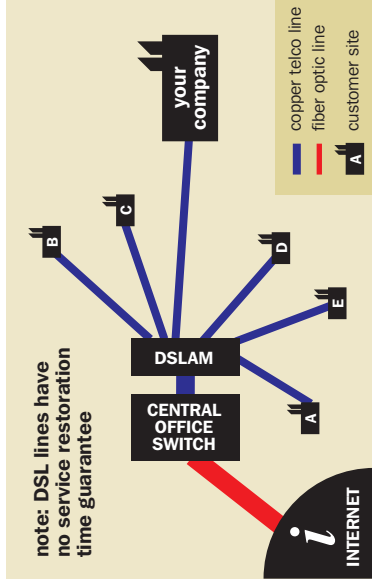 note: DSL lines have
no service restoration
time guarantee
B
C
your
company
D
E
A
DSLAM
CENTRAL
OFFICE
SWITCH
i
INTERNET
copper telco line
fiber optic line
A
customer site